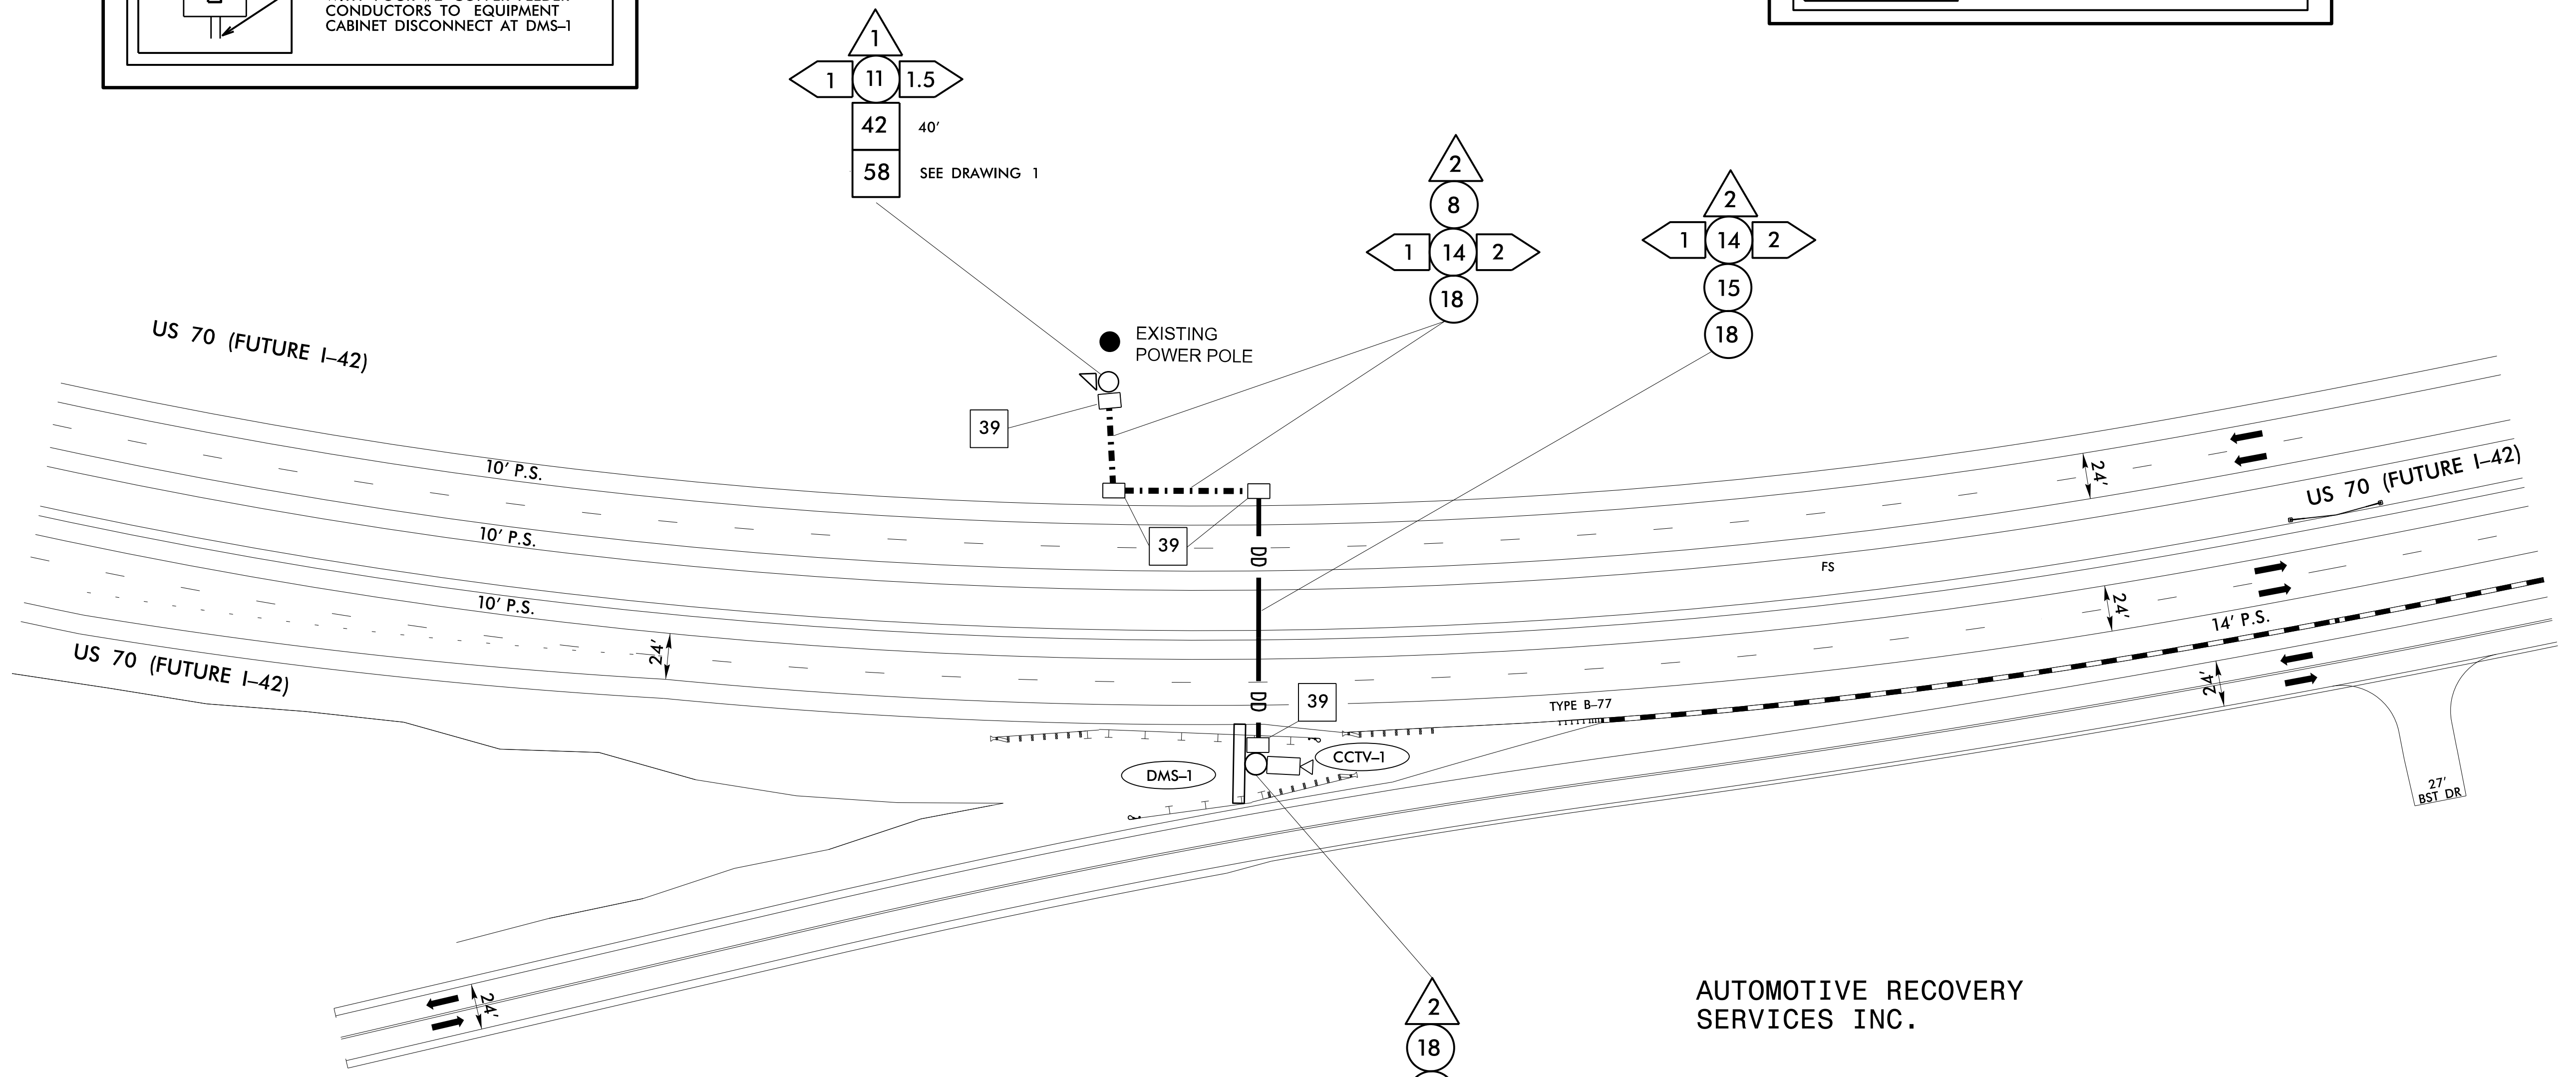 CONDUCTORS TO EQUIPMENT
CABINET DISCONNECT AT DMS–1
1
1
11
1.5
42
40'
58
SEE DRAWING 1
2
8
1
14
2
18
2
1
14
2
15
18
EXISTING
POWER POLE
US 70 (FUTURE I–42)
39
10' P.S.
24'
US 70 (FUTURE I–42)
10' P.S.
39
DD
FS
10' P.S.
24'
14' P.S.
24'
US 70 (FUTURE I–42)
24'
DD
39
TYPE B–77
DMS–1
CCTV–1
27'
BST DR
24'
2
18
AUTOMOTIVE RECOVERY
SERVICES INC.